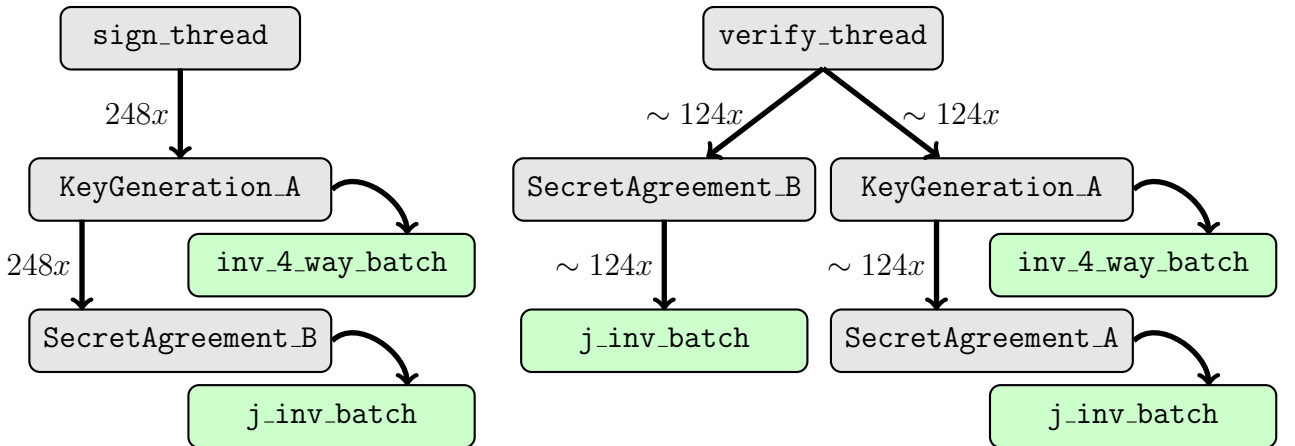 sign_thread
verify_thread
248x
∼ 124x
∼ 124x
KeyGeneration_A
SecretAgreement_B
KeyGeneration_A
248x
inv_4_way_batch
∼ 124x
∼ 124x
inv_4_way_batch
SecretAgreement_B
j_inv_batch
SecretAgreement_A
j_inv_batch
j_inv_batch